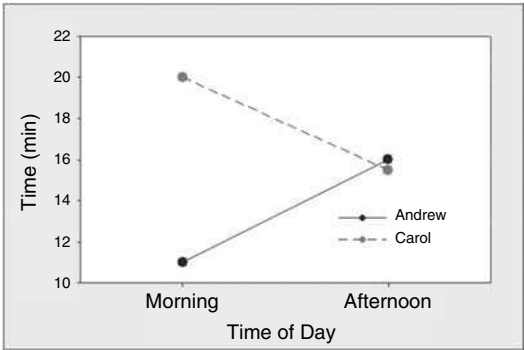 22
20
18
16
14
12
10
Time (min)
Andrew
Carol
Morning
Afternoon
Time of Day